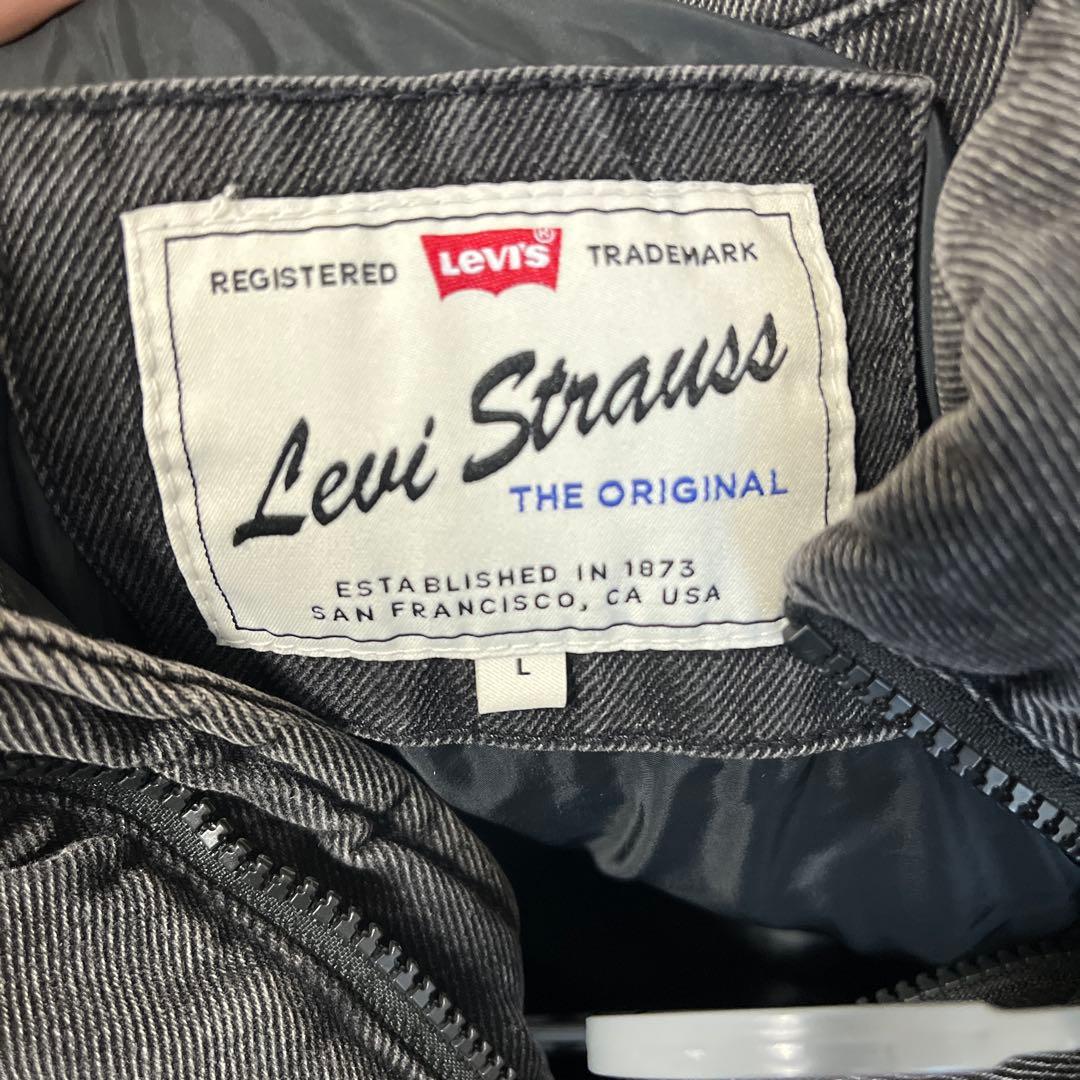 REGISTERED LEVI'S® TRADEMARK
Levi Strauss
THE ORIGINAL
ESTABLISHED IN 1873
SAN FRANCISCO, CA USA
L